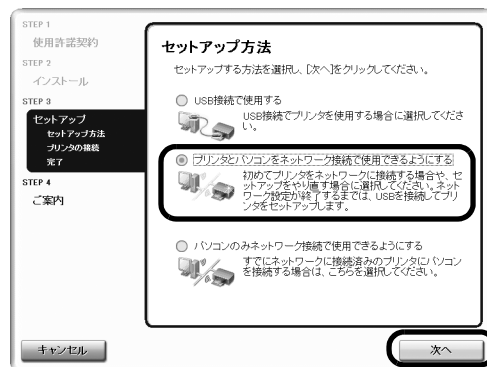 STEP 1
使用許諾契約
STEP 2
インストール
STEP 3
セットアップ
セットアップ方法
プリンタの接続
完了
STEP 4
ご案内
セットアップ方法
セットアップする方法を選択し、[次へ]をクリックしてください。
USB接続で使用する
USB接続でプリンタを使用する場合に選択してくださ
い。
プリンタとパソコンをネットワーク接続で使用できるようにする
初めてプリンタをネットワークに接続する場合や、セ
ットアップをやり直す場合に選択してください。ネット
ワーク設定が終了するまでは、USBを接続してプリ
ンタをセットアップします。
パソコンのみネットワーク接続で使用できるようにする
すでにネットワークに接続済みのプリンタにパソコン
を接続する場合は、こちらを選択してください。
キャンセル
次へ